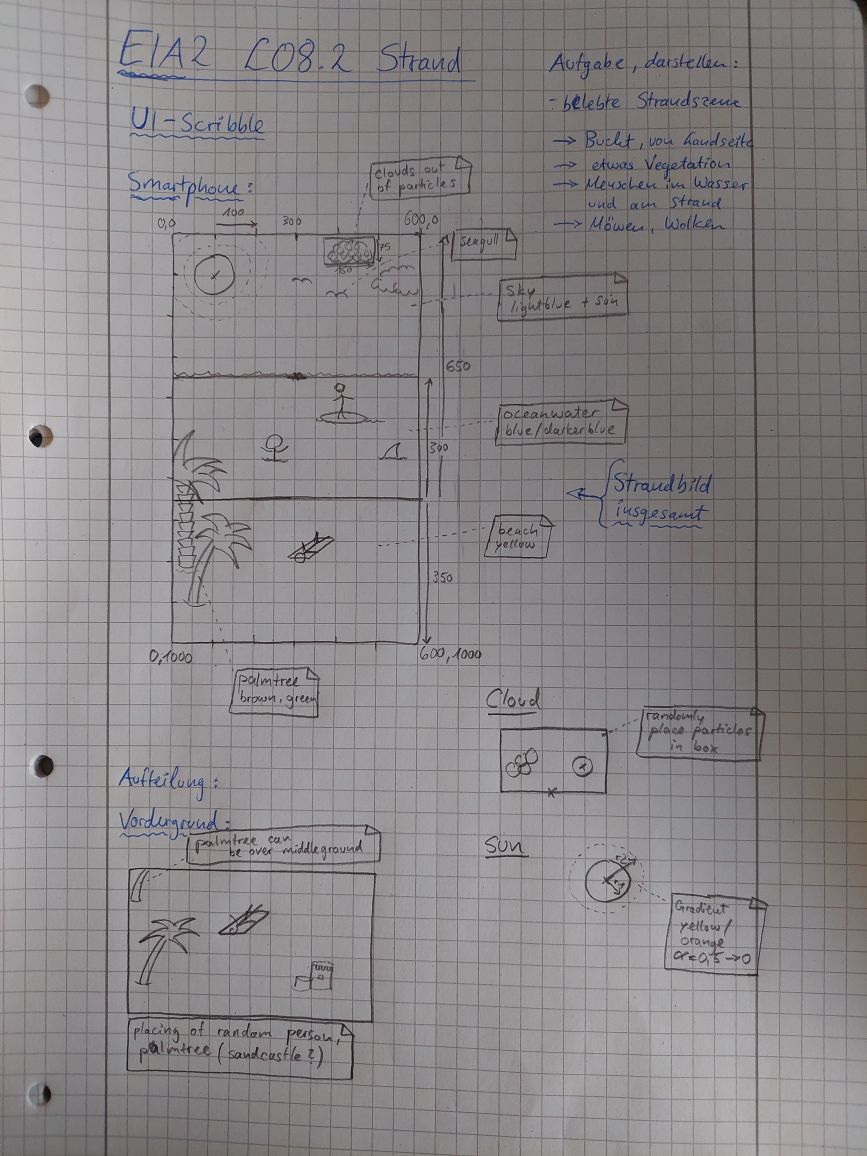 EIA2 L08.2 Strand
Aufgabe, darstellen:
- belebte Strandszene
→ Bucht, von Landseite
→ etwas Vegetation
→ Menschen im Wasser
und am Strand
→ Möwen, Wolken
UI-Scribble
Smartphone:
clouds out
of particles
0,0
100
300
600,0
seagull
75
150
sky
lightblue + sun
650
oceanwater
blue/darkerblue
300
Strandbild
insgesamt
beach
yellow
350
0,1000
600,1000
palmtree
brown, green
Cloud
randomly
place particles
in box
Aufteilung:
Vordergrund:
palmtree can
be over middleground
Sun
r2
r1
Gradient
yellow/
orange
α=0,5→0
placing of random person,
palmtree (sandcastle?)